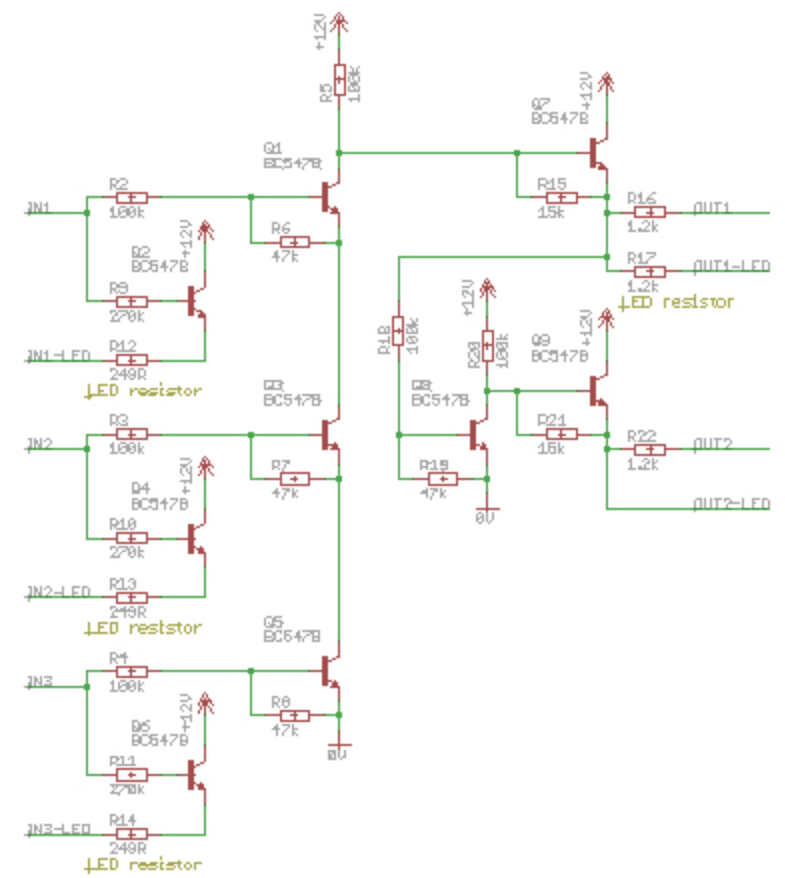 +12V
R5
100k
Q7
BC547B
+12V
Q1
BC547B
R2
100k
IN1
R15
15k
R16
1.2k
OUT1
Q2
BC547B
+12V
R6
47k
R17
1.2k
OUT1-LED
LED resistor
R9
270k
R18
100k
+12V
R20
100k
Q9
BC547B
+12V
IN1-LED
R12
249R
LED resistor
Q3
BC547B
Q8
BC547B
R3
100k
IN2
R21
15k
R22
1.2k
OUT2
Q4
BC547B
+12V
R7
47k
R19
47k
0V
OUT2-LED
R10
270k
IN2-LED
R13
249R
LED resistor
Q5
BC547B
R4
100k
IN3
Q6
BC547B
+12V
R8
47k
0V
R11
270k
IN3-LED
R14
249R
LED resistor